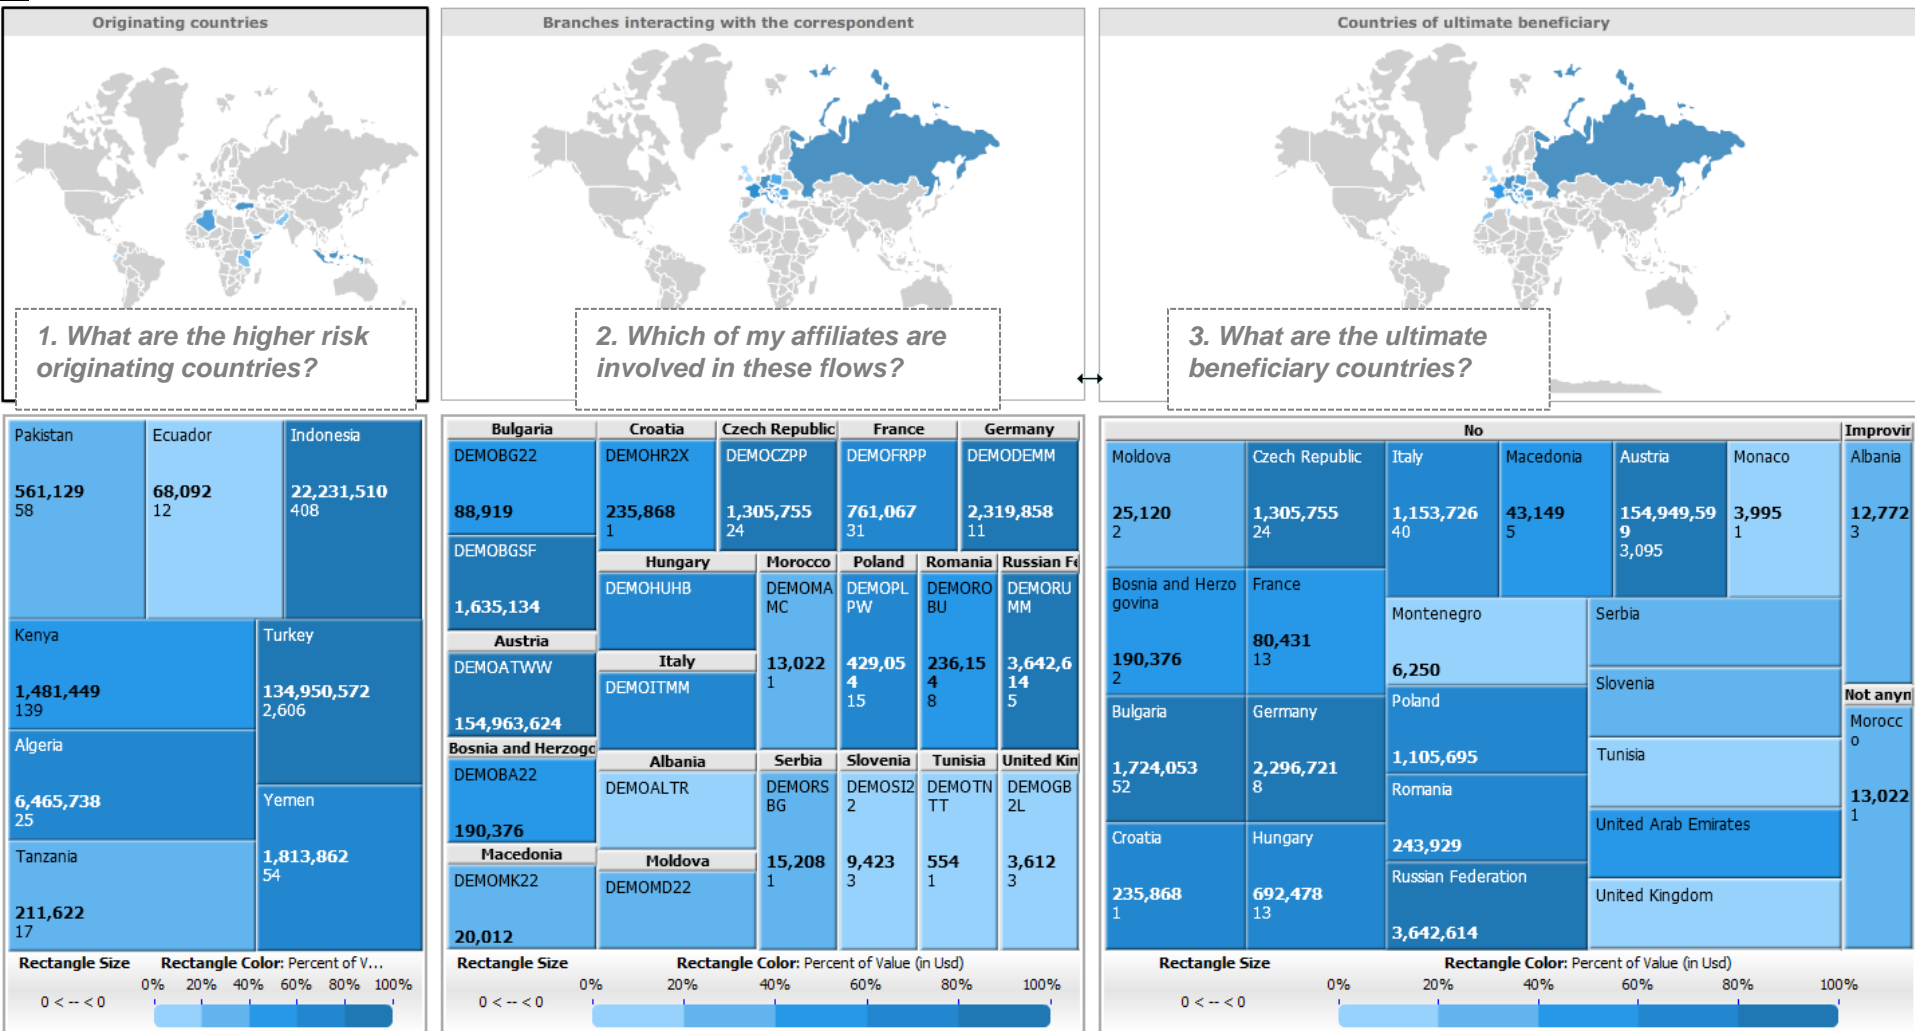 Originating countries
1. What are the higher risk
originating countries?
Pakistan
561,129
58
Ecuador
68,092
12
Indonesia
22,231,510
408
Kenya
1,481,449
139
Turkey
134,950,572
2,606
Algeria
6,465,738
25
Yemen
1,813,862
54
Tanzania
211,622
17
Rectangle Size
0 < -- < 0
Rectangle Color: Percent of V...
0% 20% 40% 60% 80% 100%
Branches interacting with the correspondent
2. Which of my affiliates are
involved in these flows?
Bulgaria
DEMOBG22
88,919
DEMOBGSF
1,635,134
Austria
DEMOATWW
154,963,624
Bosnia and Herzogo
DEMOBA22
190,376
Macedonia
DEMOMK22
20,012
Croatia
DEMOHR2X
235,868
1
Czech Republic
DEMOCZPP
1,305,755
24
France
DEMOFRPP
761,067
31
Germany
DEMODEMM
2,319,858
11
Hungary
DEMOHUHB
Italy
DEMOITMM
Albania
DEMOALTR
Moldova
DEMOMD22
Morocco
DEMOMA
MC
13,022
1
Poland
DEMOPL
PW
429,05
4
15
Romania
DEMORO
BU
236,15
4
8
Russian Fe
DEMORU
MM
3,642,6
14
5
Serbia
DEMORS
BG
15,208
1
Slovenia
DEMOSI2
2
9,423
3
Tunisia
DEMOTN
TT
554
1
United Kin
DEMOGB
2L
3,612
3
Rectangle Size
0 < -- < 0
Rectangle Color: Percent of Value (in Usd)
0% 20% 40% 60% 80% 100%
Countries of ultimate beneficiary
3. What are the ultimate
beneficiary countries?
No
Moldova
25,120
2
Czech Republic
1,305,755
24
Italy
1,153,726
40
Macedonia
43,149
5
Austria
154,949,59
9
3,095
Monaco
3,995
1
Bosnia and Herzo
govina
190,376
2
France
80,431
13
Montenegro
6,250
Serbia
Slovenia
Bulgaria
1,724,053
52
Germany
2,296,721
8
Poland
1,105,695
Tunisia
Romania
243,929
United Arab Emirates
Croatia
235,868
1
Hungary
692,478
13
Russian Federation
3,642,614
United Kingdom
Improvir
Albania
12,772
3
Not anyn
Morocc
o
13,022
1
Rectangle Size
0 < -- < 0
Rectangle Color: Percent of Value (in Usd)
0% 20% 40% 60% 80% 100%